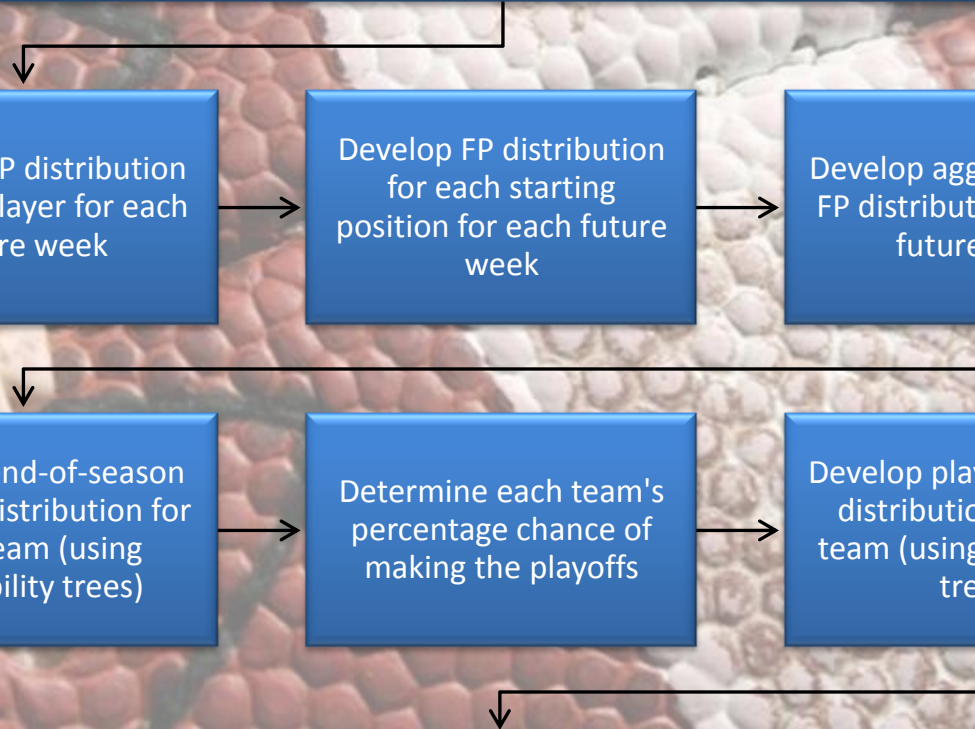 P distribution
layer for each
re week
Develop FP distribution
for each starting
position for each future
week
Develop agg
FP distribut
future
nd-of-season
istribution for
eam (using
bility trees)
Determine each team's
percentage chance of
making the playoffs
Develop play
distributio
team (using
tre